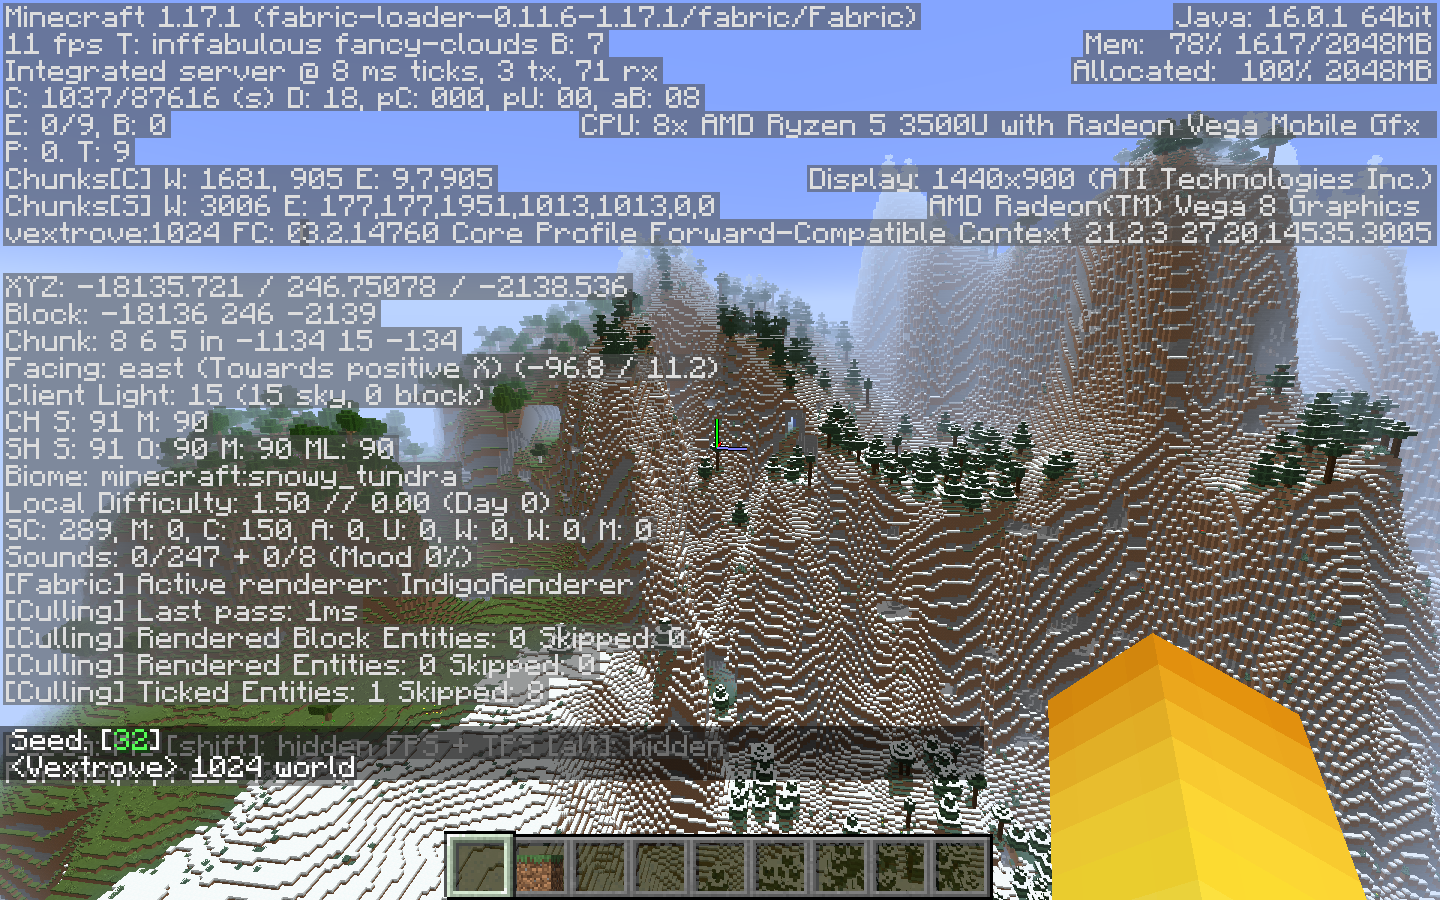 Minecraft 1.17.1 (fabric-loader-0.11.6-1.17.1/fabric/Fabric)
11 fps T: inffabulous fancy-clouds B: 7
Integrated server @ 8 ms ticks, 3 tx, 71 rx
C: 1037/87616 (s) D: 18, pC: 000, pU: 00, aB: 08
E: 0/9, B: 0
P: 0. T: 9
Chunks[C] W: 1681, 905 E: 9,7,905
Chunks[S] W: 3006 E: 177,177,1951,1013,1013,0,0
vextrove:1024 FC: 0
XYZ: -18135.721 / 246.75078 / -2138.536
Block: -18136 246 -2139
Chunk: 8 6 5 in -1134 15 -134
Facing: east (Towards positive X) (-96.8 / 11.2)
Client Light: 15 (15 sky, 0 block)
CH S: 91 M: 90
SH S: 91 O: 90 M: 90 ML: 90
Biome: minecraft:snowy_tundra
Local Difficulty: 1.50 // 0.00 (Day 0)
SC: 289, M: 0, C: 150, A: 0, U: 0, W: 0, W: 0, M: 0
Sounds: 0/247 + 0/8 (Mood 0%)
[Fabric] Active renderer: IndigoRenderer
[Culling] Last pass: 1ms
[Culling] Rendered Block Entities: 0 Skipped: 0
[Culling] Rendered Entities: 0 Skipped: 0
[Culling] Ticked Entities: 1 Skipped: 8
Java: 16.0.1 64bit
Mem: 78% 1617/2048MB
Allocated: 100% 2048MB
CPU: 8x AMD Ryzen 5 3500U with Radeon Vega Mobile Gfx
Display: 1440x900 (ATI Technologies Inc.)
AMD Radeon(TM) Vega 8 Graphics
3.2.14760 Core Profile Forward-Compatible Context 21.2.3 27.20.14535.3005
[shift]: hidden FPS + TPS [alt]: hidden
Seed: [32]
<Vextrove> 1024 world